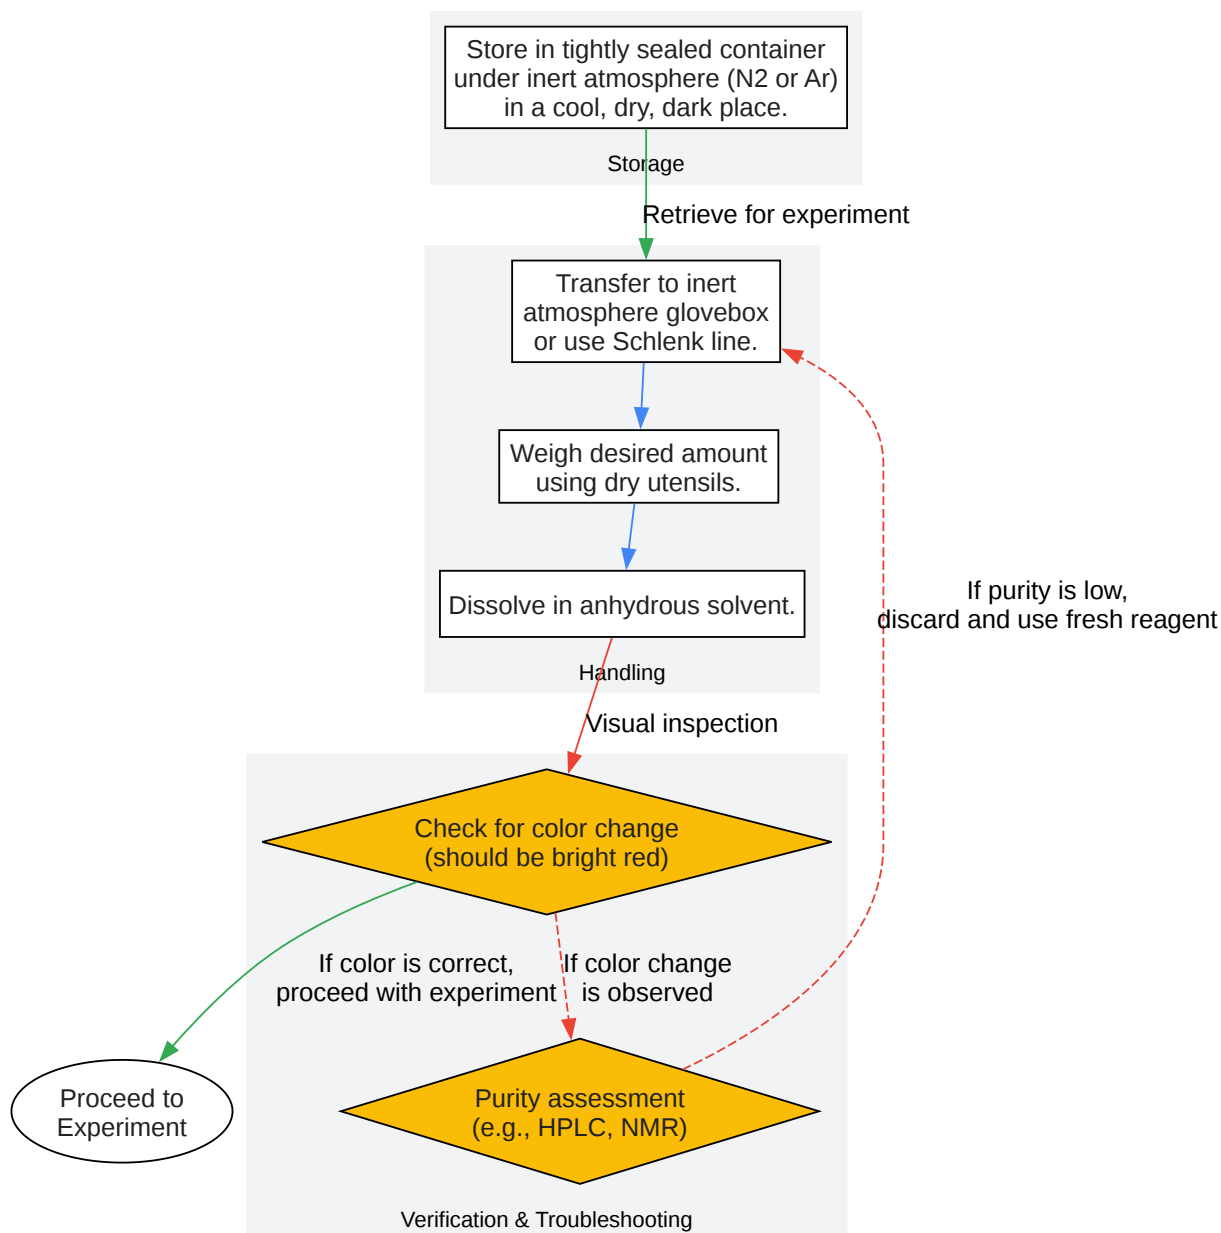 Store in tightly sealed container
under inert atmosphere (N2 or Ar)
in a cool, dry, dark place.
Storage
Retrieve for experiment
Transfer to inert
atmosphere glovebox
or use Schlenk line.
Weigh desired amount
using dry utensils.
Dissolve in anhydrous solvent.
Handling
If purity is low,
discard and use fresh reagent
Visual inspection
Check for color change
(should be bright red)
If color is correct,
proceed with experiment
If color change
is observed
Proceed to
Experiment
Purity assessment
(e.g., HPLC, NMR)
Verification & Troubleshooting